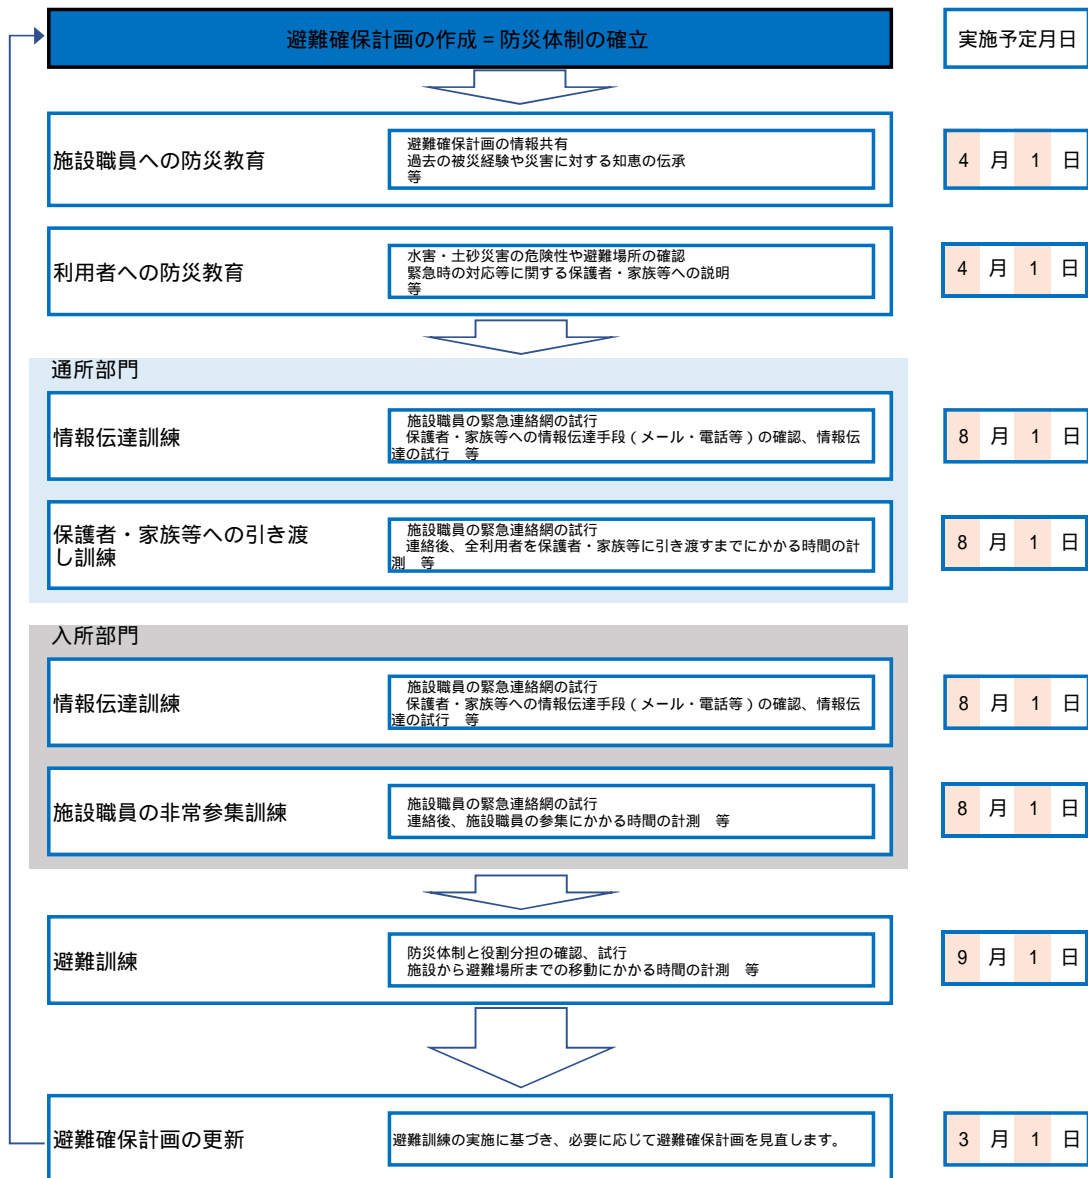 避難確保計画の作成 = 防災体制の確立
実施予定月日
施設職員への防災教育
避難確保計画の情報共有
過去の被災経験や災害に対する知恵の伝承
等
4 月 1 日
利用者への防災教育
水害・土砂災害の危険性や避難場所の確認
緊急時の対応等に関する保護者・家族等への説明
等
4 月 1 日
通所部門
情報伝達訓練
施設職員の緊急連絡網の試行
保護者・家族等への情報伝達手段(メール・電話等)の確認、情報伝
達の試行 等
8 月 1 日
保護者・家族等への引き渡
し訓練
施設職員の緊急連絡網の試行
連絡後、全利用者を保護者・家族等に引き渡すまでにかかる時間の計
測 等
8 月 1 日
入所部門
情報伝達訓練
施設職員の緊急連絡網の試行
保護者・家族等への情報伝達手段(メール・電話等)の確認、情報伝
達の試行 等
8 月 1 日
施設職員の非常参集訓練
施設職員の緊急連絡網の試行
連絡後、施設職員の参集にかかる時間の計測 等
8 月 1 日
避難訓練
防災体制と役割分担の確認、試行
施設から避難場所までの移動にかかる時間の計測 等
9 月 1 日
避難確保計画の更新
避難訓練の実施に基づき、必要に応じて避難確保計画を見直します。
3 月 1 日